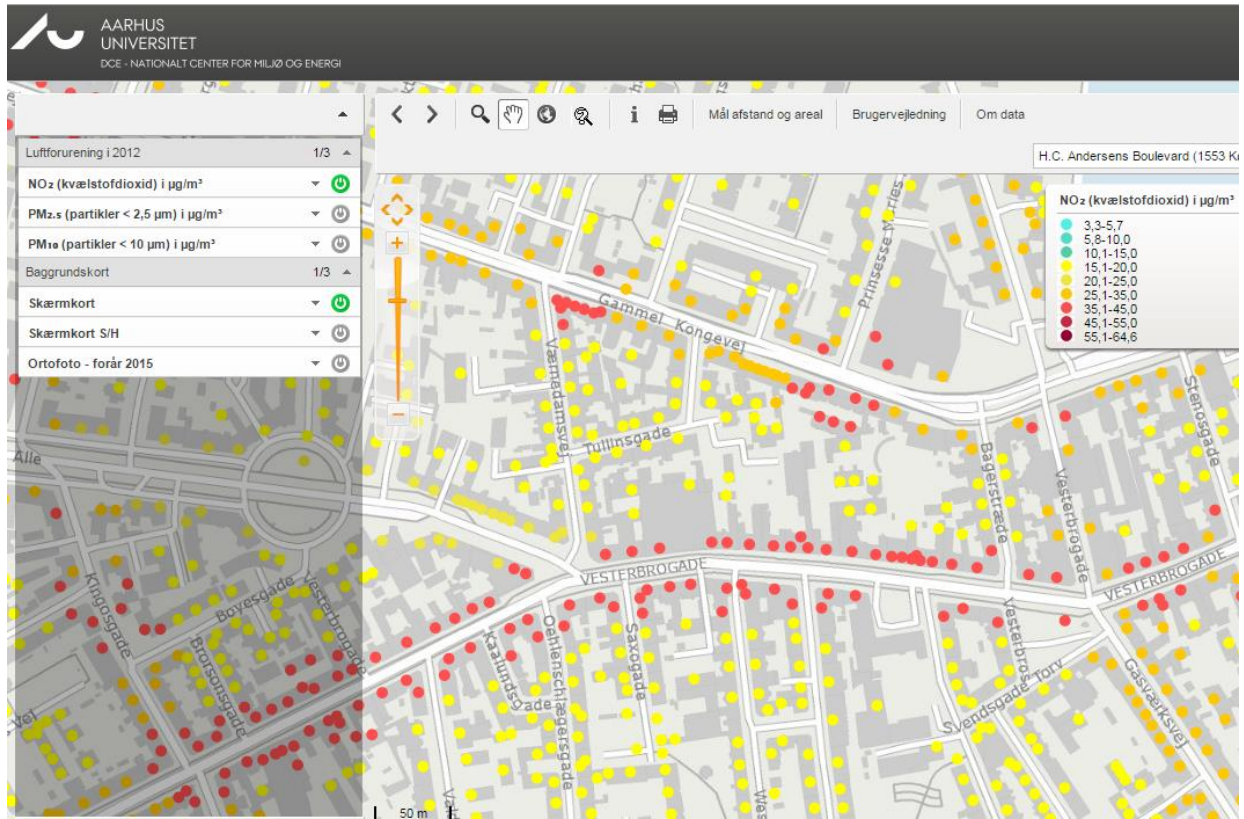 AARHUS
UNIVERSITET
DCE - NATIONALT CENTER FOR MILJØ OG ENERGI
Mål afstand og areal
Brugervejledning
Om data
H.C. Andersens Boulevard (1553 K
Luftforurening i 2012 1/3
NO₂ (kvælstofdioxid) i µg/m³
PM₂.₅ (partikler < 2,5 µm) i µg/m³
PM₁₀ (partikler < 10 µm) i µg/m³
Baggrundskort 1/3
Skærmkort
Skærmkort S/H
Ortofoto - forår 2015
NO₂ (kvælstofdioxid) i µg/m³
3,3-5,7
5,8-10,0
10,1-15,0
15,1-20,0
20,1-25,0
25,1-35,0
35,1-45,0
45,1-55,0
55,1-64,6
Gammel Kongevej
Værnadamsvej
Tullinsgade
Stenosgade
Bagerstræde
Vesterbrogade
Alle
VESTERBROGADE
VESTERBROGADE
Kingosgade
Boyesgade
Vesterbrogade
Brorsonsgade
Kaalundsgade
Oehlenschlægersgade
Saxogade
Svendsgade
Torv
Gasværksvej
Vej
50 m